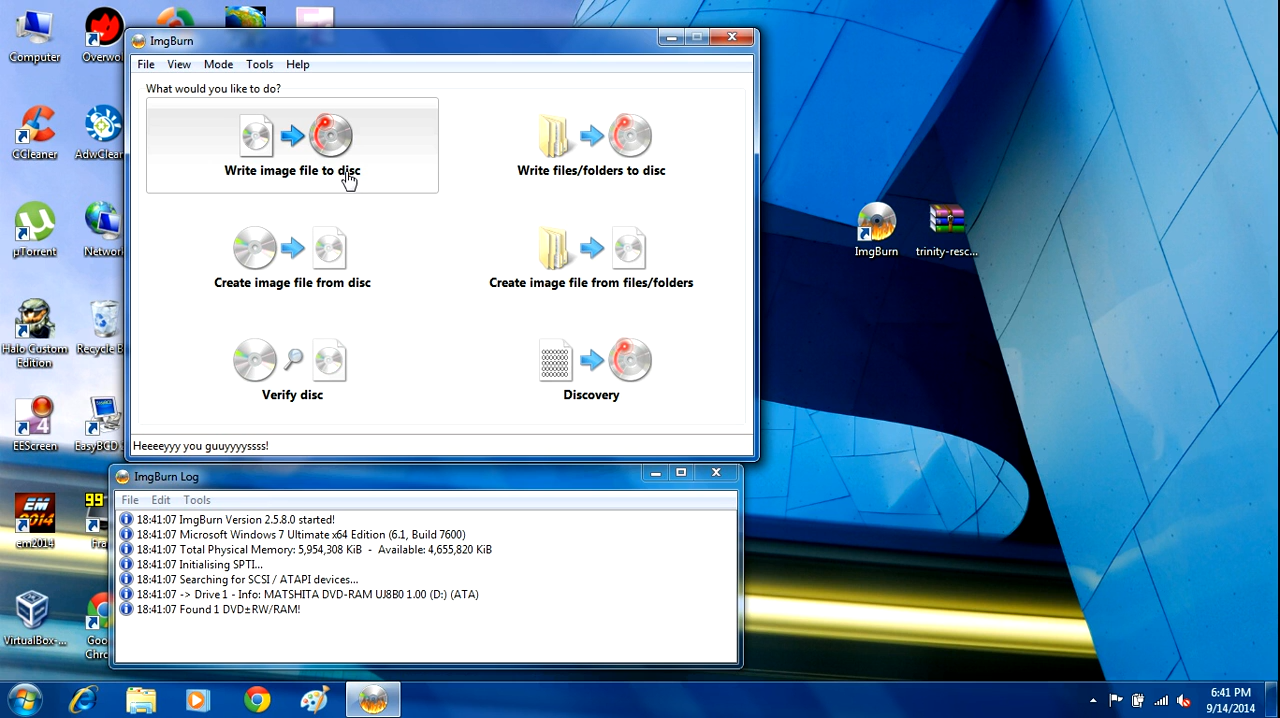 Computer
Overwo
CCleaner
AdwClean
µTorrent
Network
Halo Custom
Edition
Recycle B
EEScreen
EasyBCD
EM
2014
em2014
99
Fra
VirtualBox-...
Goo
Chro
ImgBurn
File View Mode Tools Help
What would you like to do?
Write image file to disc
Write files/folders to disc
Create image file from disc
Create image file from files/folders
Verify disc
Discovery
Heeeeyyy you guuyyyyssss!
ImgBurn Log
File Edit Tools
18:41:07 ImgBurn Version 2.5.8.0 started!
18:41:07 Microsoft Windows 7 Ultimate x64 Edition (6.1, Build 7600)
18:41:07 Total Physical Memory: 5,954,308 KiB - Available: 4,655,820 KiB
18:41:07 Initialising SPTI...
18:41:07 Searching for SCSI / ATAPI devices...
18:41:07 -> Drive 1 - Info: MATSHITA DVD-RAM UJ8B0 1.00 (D:) (ATA)
18:41:07 Found 1 DVD±RW/RAM!
ImgBurn
trinity-resc...
6:41 PM
9/14/2014